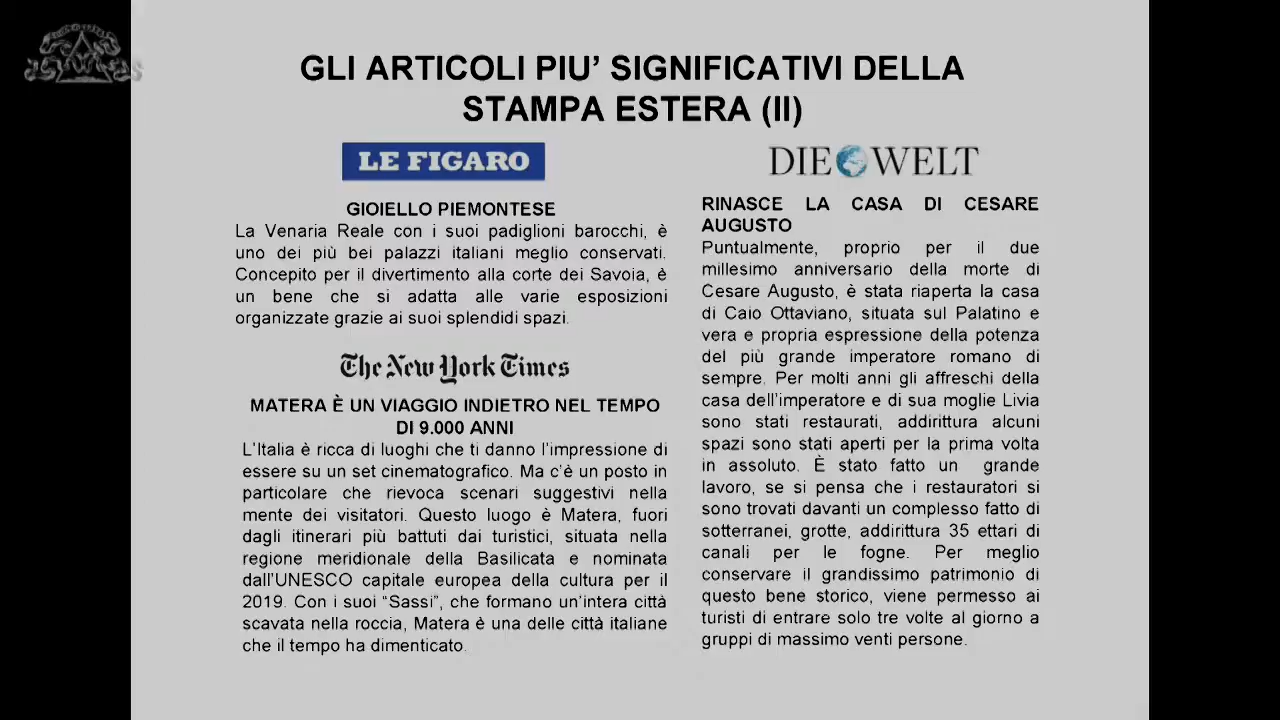 GLI ARTICOLI PIU’ SIGNIFICATIVI DELLA
STAMPA ESTERA (II)
LE FIGARO
GIOIELLO PIEMONTESE
La Venaria Reale con i suoi padiglioni barocchi, è
uno dei più bei palazzi italiani meglio conservati.
Concepito per il divertimento alla corte dei Savoia, è
un bene che si adatta alle varie esposizioni
organizzate grazie ai suoi splendidi spazi.
The New York Times
MATERA È UN VIAGGIO INDIETRO NEL TEMPO
DI 9.000 ANNI
L’Italia è ricca di luoghi che ti danno l’impressione di
essere su un set cinematografico. Ma c’è un posto in
particolare che rievoca scenari suggestivi nella
mente dei visitatori. Questo luogo è Matera, fuori
dagli itinerari più battuti dai turistici, situata nella
regione meridionale della Basilicata e nominata
dall’UNESCO capitale europea della cultura per il
2019. Con i suoi “Sassi”, che formano un’intera città
scavata nella roccia, Matera è una delle città italiane
che il tempo ha dimenticato.
DIE WELT
RINASCE LA CASA DI CESARE
AUGUSTO
Puntualmente, proprio per il due
millesimo anniversario della morte di
Cesare Augusto, è stata riaperta la casa
di Caio Ottaviano, situata sul Palatino e
vera e propria espressione della potenza
del più grande imperatore romano di
sempre. Per molti anni gli affreschi della
casa dell’imperatore e di sua moglie Livia
sono stati restaurati, addirittura alcuni
spazi sono stati aperti per la prima volta
in assoluto. È stato fatto un grande
lavoro, se si pensa che i restauratori si
sono trovati davanti un complesso fatto di
sotterranei, grotte, addirittura 35 ettari di
canali per le fogne. Per meglio
conservare il grandissimo patrimonio di
questo bene storico, viene permesso ai
turisti di entrare solo tre volte al giorno a
gruppi di massimo venti persone.